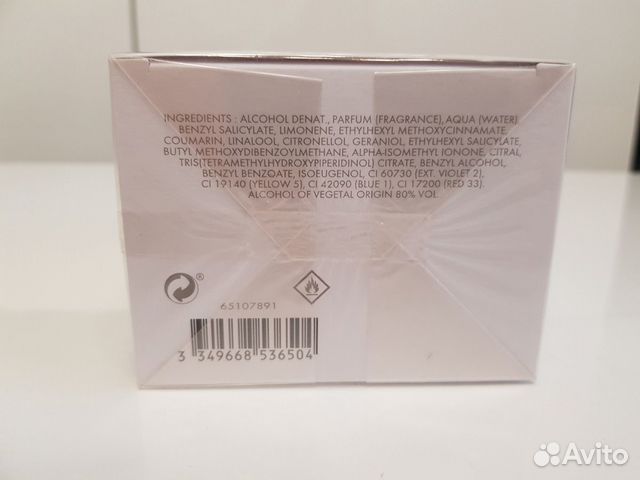 INGREDIENTS : ALCOHOL DENAT., PARFUM (FRAGRANCE), AQUA (WATER)
BENZYL SALICYLATE, LIMONENE, ETHYLHEXYL METHOXYCINNAMATE,
COUMARIN, LINALOOL, CITRONELLOL, GERANIOL, ETHYLHEXYL SALICYLATE,
BUTYL METHOXYDIBENZOYLMETHANE, ALPHA-ISOMETHYL IONONE, CITRAL,
TRIS(TETRAMETHYLHYDROXYPIPERIDINOL) CITRATE, BENZYL ALCOHOL,
BENZYL BENZOATE, ISOEUGENOL, CI 60730 (EXT. VIOLET 2),
CI 19140 (YELLOW 5), CI 42090 (BLUE 1), CI 17200 (RED 33).
ALCOHOL OF VEGETAL ORIGIN 80% VOL.
®
65107891
3 349668 536504
Avito